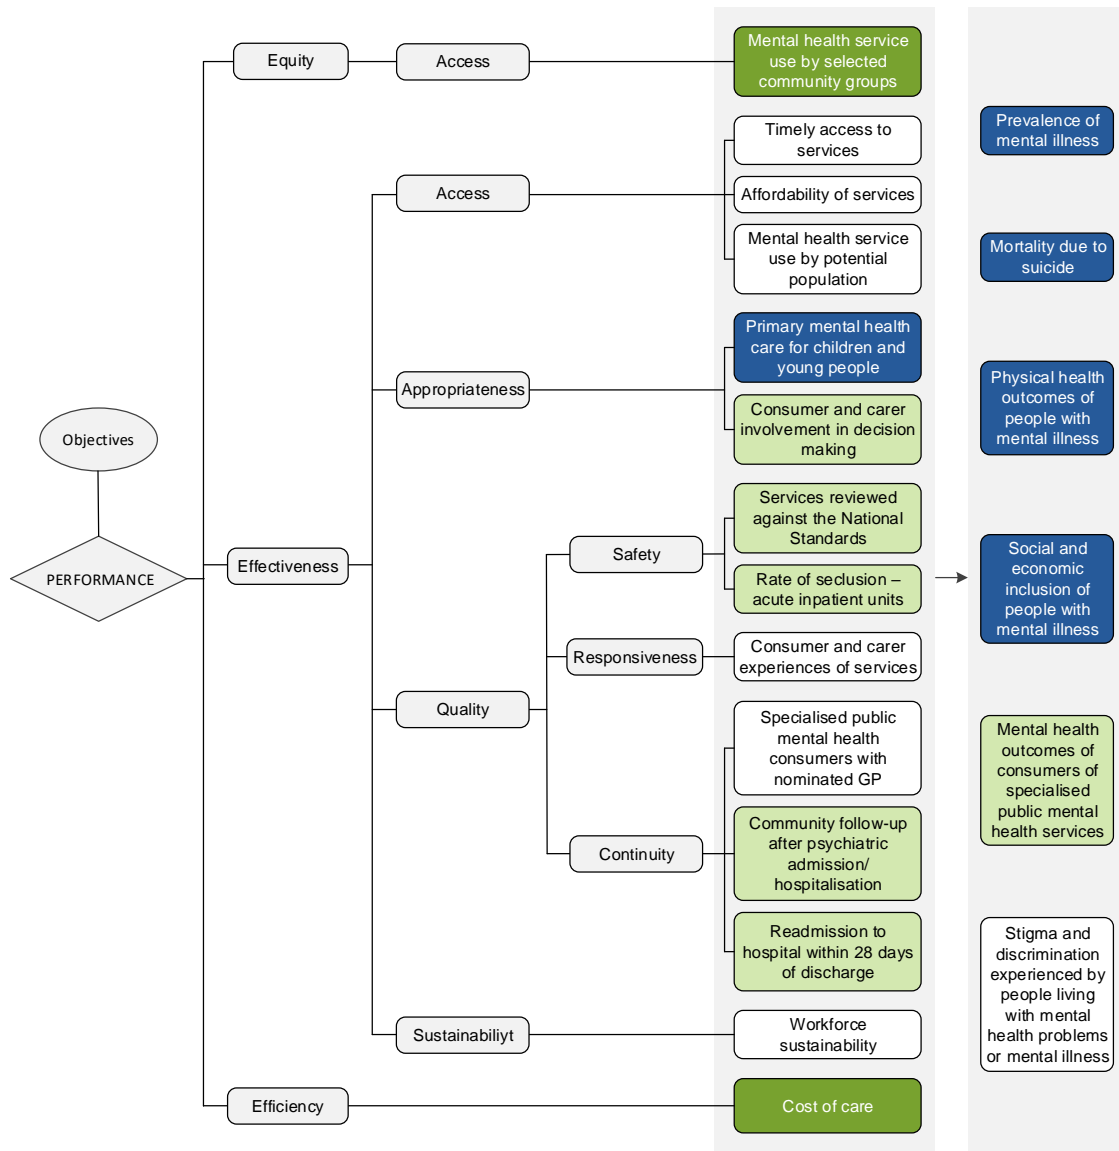 Equity
Access
Mental health service
use by selected
community groups
Prevalence of
mental illness
Timely access to
services
Access
Affordability of services
Mental health service
use by potential
population
Mortality due to
suicide
Primary mental health
care for children and
young people
Appropriateness
Consumer and carer
involvement in decision
making
Physical health
outcomes of
people with
mental illness
Objectives
PERFORMANCE
Effectiveness
Services reviewed
against the National
Standards
Safety
Rate of seclusion –
acute inpatient units
Social and
economic
inclusion of
people with
mental illness
Responsiveness
Consumer and carer
experiences of services
Quality
Specialised public
mental health
consumers with
nominated GP
Mental health
outcomes of
consumers of
specialised
public mental
health services
Continuity
Community follow-up
after psychiatric
admission/
hospitalisation
Readmission to
hospital within 28 days
of discharge
Stigma and
discrimination
experienced by
people living
with mental
health problems
or mental illness
Sustainabiliyt
Workforce
sustainability
Efficiency
Cost of care